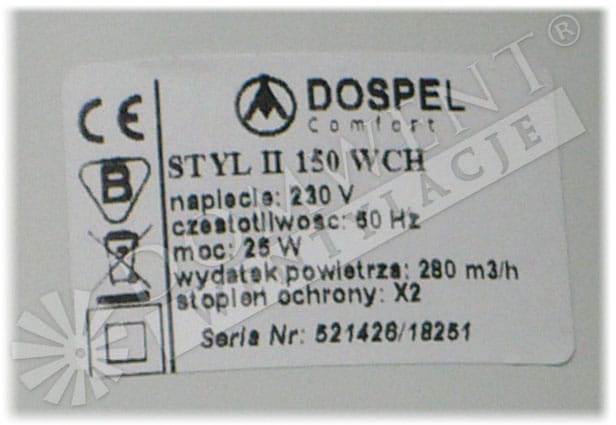 CE
DOSPEL
Comfort
B
STYL II 150 WCH
napiecie: 230 V
czestotliwosc: 50 Hz
moc: 25 W
wydatek powietrza: 280 m3/h
stopien ochrony: X2
Seria Nr: 521426/18251
WENTYLACJE
®